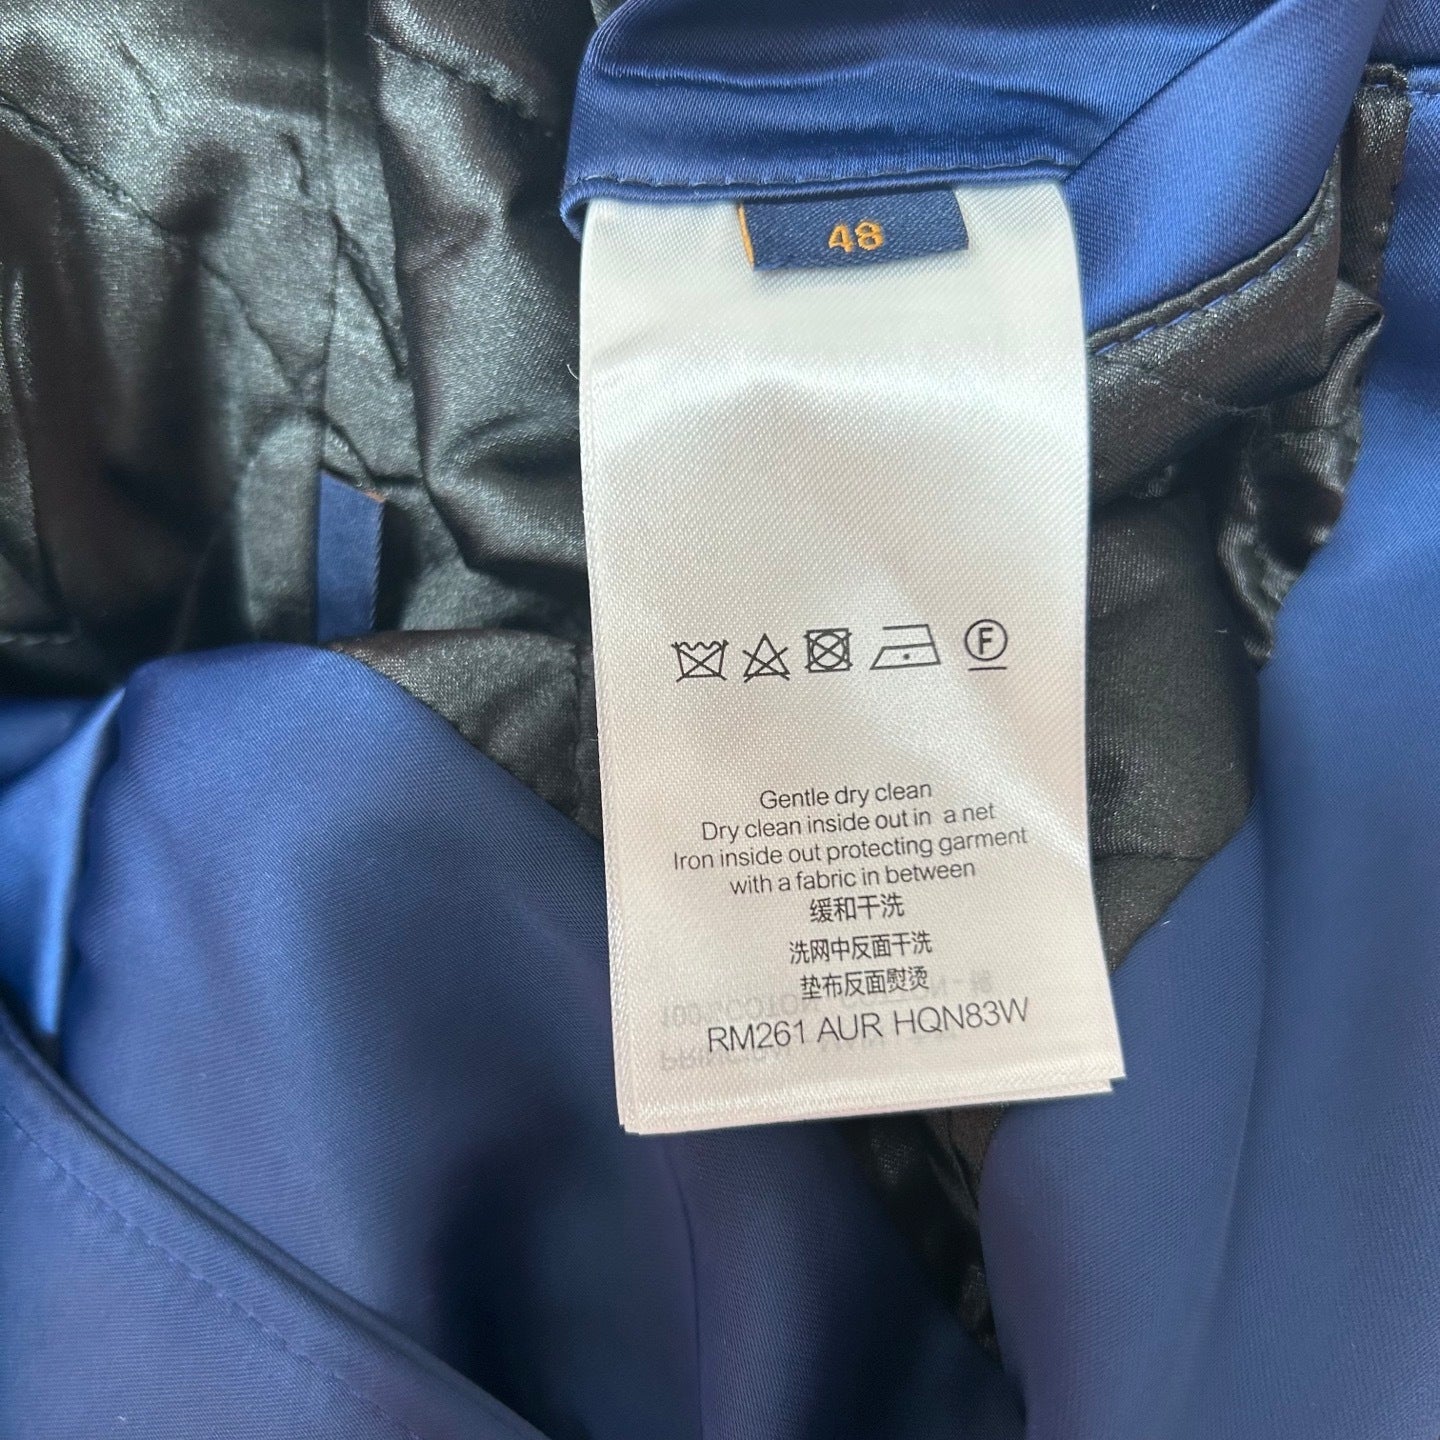 48
F
Gentle dry clean
Dry clean inside out in a net
Iron inside out protecting garment
with a fabric in between
缓和干洗
洗网中反面干洗
垫布反面熨烫
RM261 AUR HQN83W